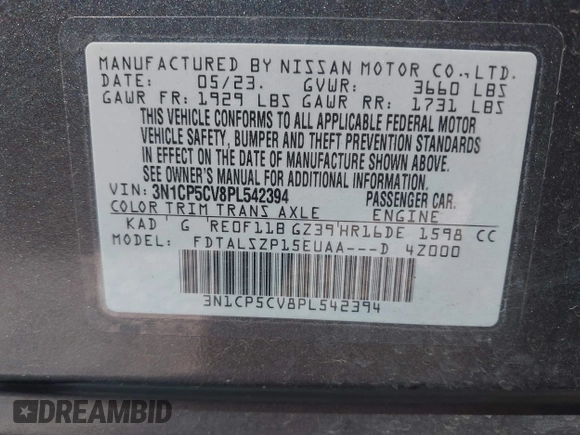 MANUFACTURED BY NISSAN MOTOR CO.,LTD.
DATE: 05/23. GVWR: 3660 LBS
GAWR FR: 1929 LBS GAWR RR: 1731 LBS
THIS VEHICLE CONFORMS TO ALL APPLICABLE FEDERAL MOTOR
VEHICLE SAFETY, BUMPER AND THEFT PREVENTION STANDARDS
IN EFFECT ON THE DATE OF MANUFACTURE SHOWN ABOVE.
SEE OWNER'S MANUAL FOR ADDITIONAL INFORMATION.
VIN: 3N1CP5CV8PL542394 PASSENGER CAR.
COLOR TRIM TRANS AXLE ENGINE
KAD G RE0F11B GZ39 HR16DE 1598 CC
MODEL: FDTALSZP15EUAA---D 4Z000
3N1CP5CV8PL542394
DREAMBID